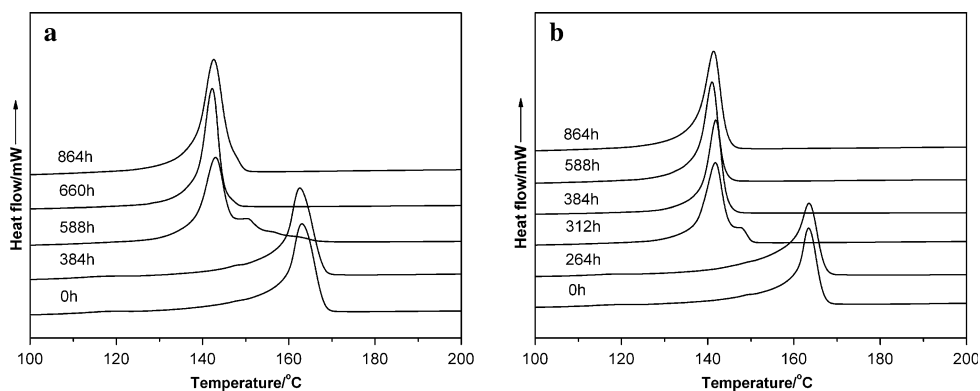 a
Heat flow/mW
864h
660h
588h
384h
0h
100 120 140 160 180 200
Temperature/°C
b
Heat flow/mW
864h
588h
384h
312h
264h
0h
100 120 140 160 180 200
Temperature/°C